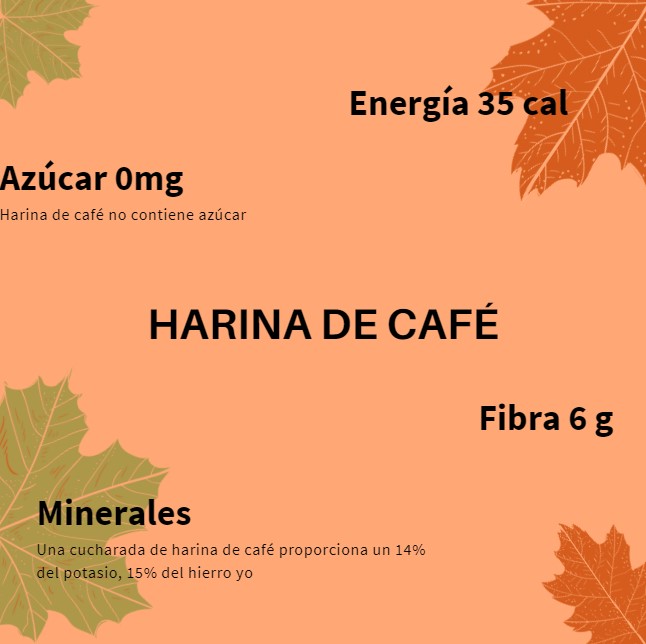 Energía 35 cal
Azúcar 0mg
Harina de café no contiene azúcar
HARINA DE CAFÉ
Fibra 6 g
Minerales
Una cucharada de harina de café proporciona un 14%
del potasio, 15% del hierro yo